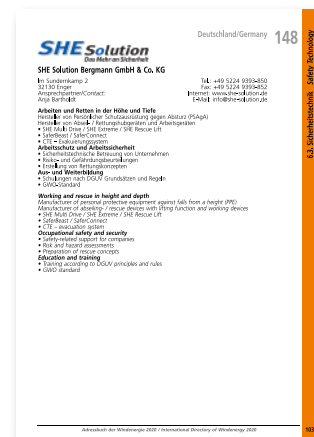 Deutschland/Germany 148
SHE Solution
Das Mehr an Sicherheit
SHE Solution Bergmann GmbH & Co. KG
Im Sundernkamp 2
32130 Enger
Ansprechpartner/Contact:
Anja Bartholdt
Tel.: +49 5224 9393-850
Fax: +49 5224 9393-852
Internet: www.she-solution.de
E-Mail: info@she-solution.de
Arbeiten und Retten in der Höhe und Tiefe
Hersteller von Persönlicher Schutzausrüstung gegen Absturz (PSAgA)
Hersteller von Abseil- / Rettungshubgeräten und Arbeitsgeräten
• SHE Multi Drive / SHE Extreme / SHE Rescue Lift
• SaferBeast / SaferConnect
• CTE – Evakuierungssystem
Arbeitsschutz und Arbeitssicherheit
• Sicherheitstechnische Betreuung von Unternehmen
• Risiko- und Gefährdungsbeurteilungen
• Erstellung von Rettungskonzepten
Aus- und Weiterbildung
• Schulungen nach DGUV Grundsätzen und Regeln
• GWO-Standard
Working and rescue in height and depth
Manufacturer of personal protective equipment against falls from a height (PPE)
Manufacturer of abseiling- / rescue devices with lifting function and working devices
• SHE Multi Drive / SHE Extreme / SHE Rescue Lift
• SaferBeast / SaferConnect
• CTE – evacuation system
Occupational safety and security
• Safety-related support for companies
• Risk and hazard assessments
• Preparation of rescue concepts
Education and training
• Training according to DGUV principles and rules
• GWO standard
6.3. Sicherheitstechnik Safety Technology
Adressbuch der Windenergie 2020 / International Directory of Windenergy 2020
103